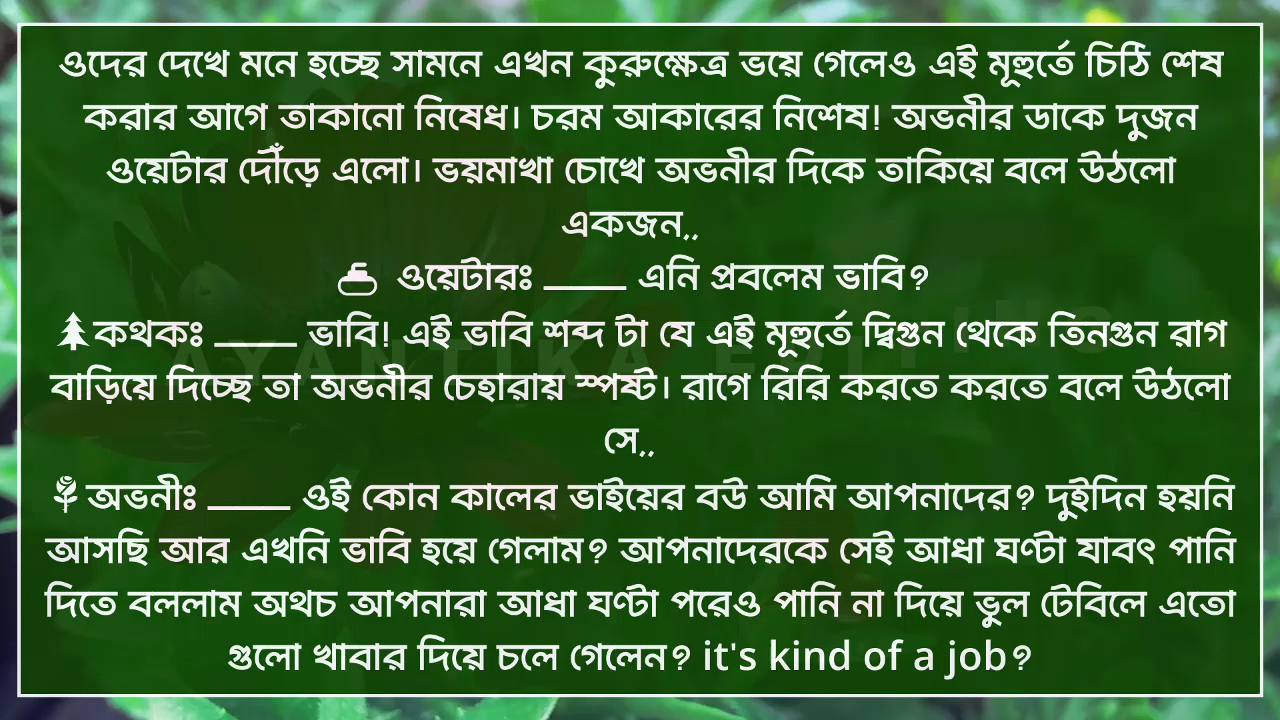 ওদের দেখে মনে হচ্ছে সামনে এখন কুরুক্ষেত্র ভয়ে গেলেও এই মূহুর্তে চিঠি শেষ
করার আগে তাকানো নিষেধ। চরম আকারের নিশেষ! অভনীর ডাকে দুজন
ওয়েটার দৌঁড়ে এলো। ভয়মাখা চোখে অভনীর দিকে তাকিয়ে বলে উঠলো
একজন..
ওয়েটারঃ _____ এনি প্রবলেম ভাবি?
কথকঃ _____ ভাবি! এই ভাবি শব্দ টা যে এই মূহুর্তে দ্বিগুন থেকে তিনগুন রাগ
বাড়িয়ে দিচ্ছে তা অভনীর চেহারায় স্পষ্ট। রাগে রিরি করতে করতে বলে উঠলো
সে..
অভনীঃ _____ ওই কোন কালের ভাইয়ের বউ আমি আপনাদের? দুইদিন হয়নি
আসছি আর এখনি ভাবি হয়ে গেলাম? আপনাদেরকে সেই আধা ঘণ্টা যাবৎ পানি
দিতে বললাম অথচ আপনারা আধা ঘণ্টা পরেও পানি না দিয়ে ভুল টেবিলে এতো
গুলো খাবার দিয়ে চলে গেলেন? it's kind of a job?